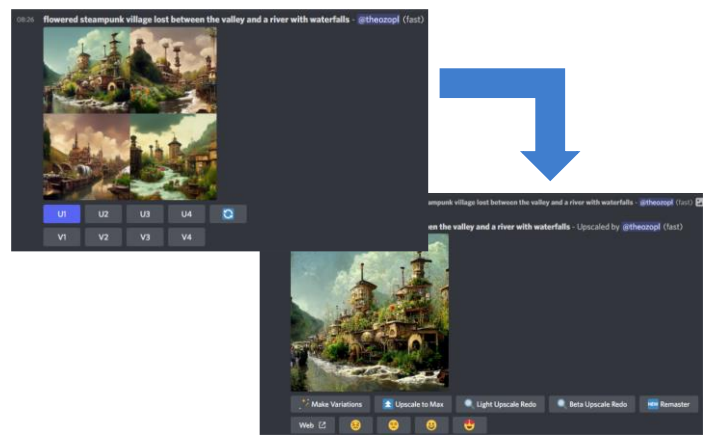 08:26 flowered steampunk village lost between the valley and a river with waterfalls - @theozopl (fast)
U1 U2 U3 U4
V1 V2 V3 V4
ampunk village lost between the valley and a river with waterfalls - @theozopl (fast)
en the valley and a river with waterfalls - Upscaled by @theozopl (fast)
Make Variations Upscale to Max Light Upscale Redo Beta Upscale Redo NEW Remaster
Web